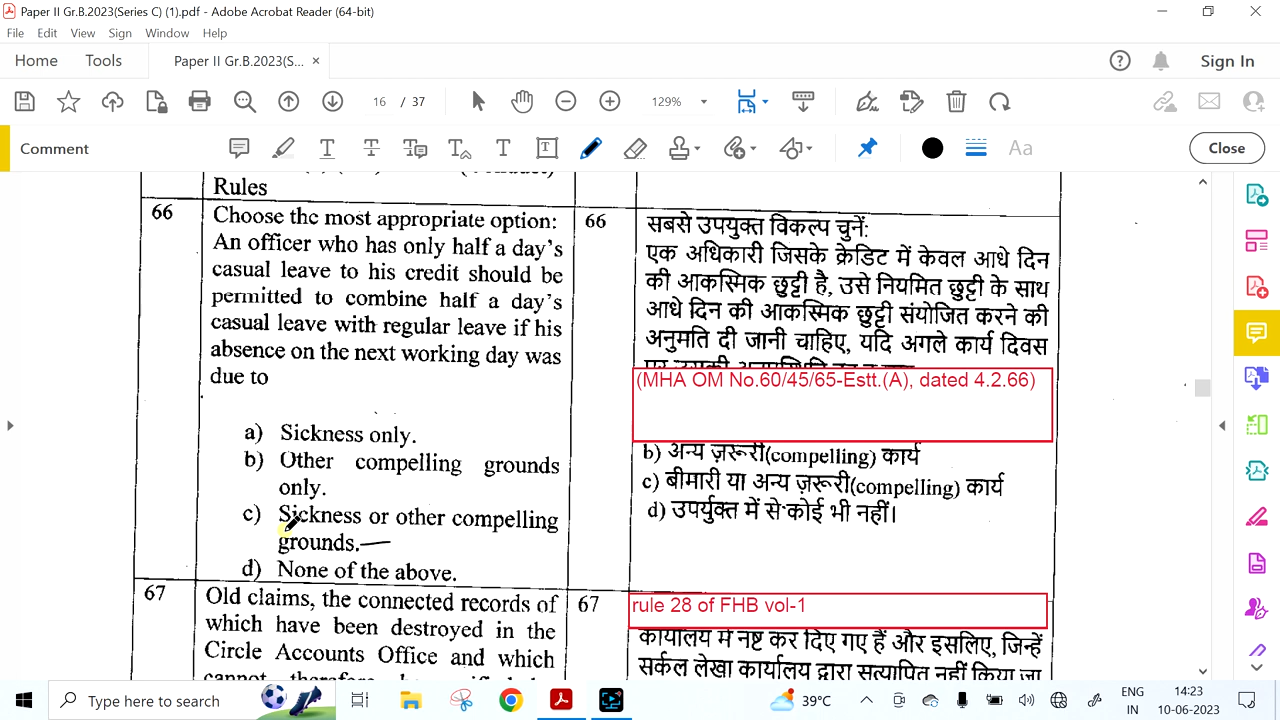 Paper II Gr.B.2023(Series C) (1).pdf - Adobe Acrobat Reader (64-bit)
File Edit View Sign Window Help
Home Tools Paper II Gr.B.2023(S... × Sign In
16 / 37 129%
Comment Aa Close
Rules
66 Choose the most appropriate option:
An officer who has only half a day's
casual leave to his credit should be
permitted to combine half a day's
casual leave with regular leave if his
absence on the next working day was
due to
a) Sickness only.
b) Other compelling grounds
only.
c) Sickness or other compelling
grounds.
d) None of the above.
66 सबसे उपयुक्त विकल्प चुनें:
एक अधिकारी जिसके क्रेडिट में केवल आधे दिन
की आकस्मिक छुट्टी है, उसे नियमित छुट्टी के साथ
आधे दिन की आकस्मिक छुट्टी संयोजित करने की
अनुमति दी जानी चाहिए, यदि अगले कार्य दिवस
(MHA OM No.60/45/65-Estt.(A), dated 4.2.66)
b) अन्य ज़रूरी(compelling) कार्य
c) बीमारी या अन्य ज़रूरी(compelling) कार्य
d) उपर्युक्त में से कोई भी नहीं।
67 Old claims, the connected records of
which have been destroyed in the
Circle Accounts Office and which
67 rule 28 of FHB vol-1
कार्यालय में नष्ट कर दिए गए हैं और इसलिए, जिन्हें
सर्कल लेखा कार्यालय द्वारा सत्यापित नहीं किया जा
Type here to search
39°C
ENG
IN
14:23
10-06-2023